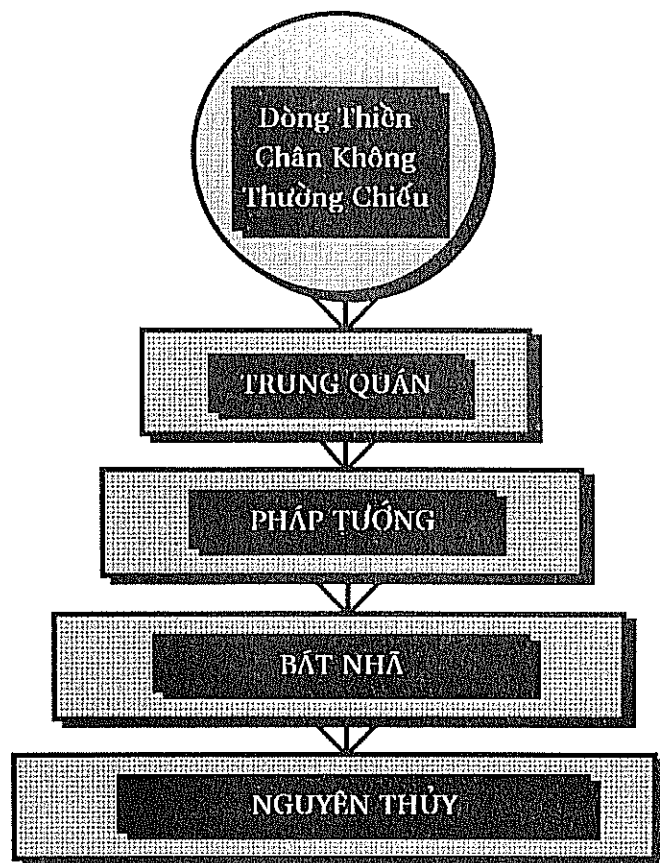 Dòng Thiền
Chân Không
Thường Chiếu
TRUNG QUÁN
PHÁP TƯỚNG
BÁT NHÃ
NGUYÊN THỦY